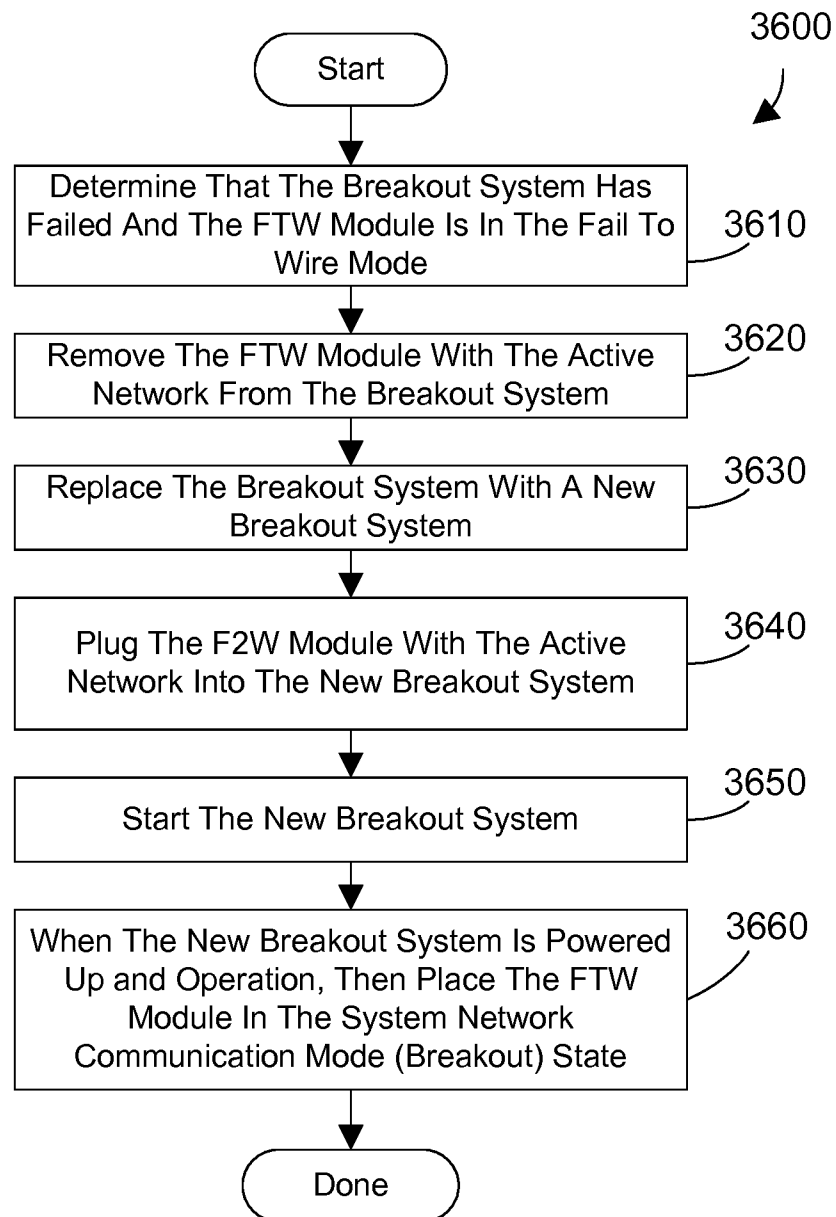 3600
Start
Determine That The Breakout System Has
Failed And The FTW Module Is In The Fail To
Wire Mode
3610
Remove The FTW Module With The Active
Network From The Breakout System
3620
Replace The Breakout System With A New
Breakout System
3630
Plug The F2W Module With The Active
Network Into The New Breakout System
3640
Start The New Breakout System
3650
When The New Breakout System Is Powered
Up and Operation, Then Place The FTW
Module In The System Network
Communication Mode (Breakout) State
3660
Done